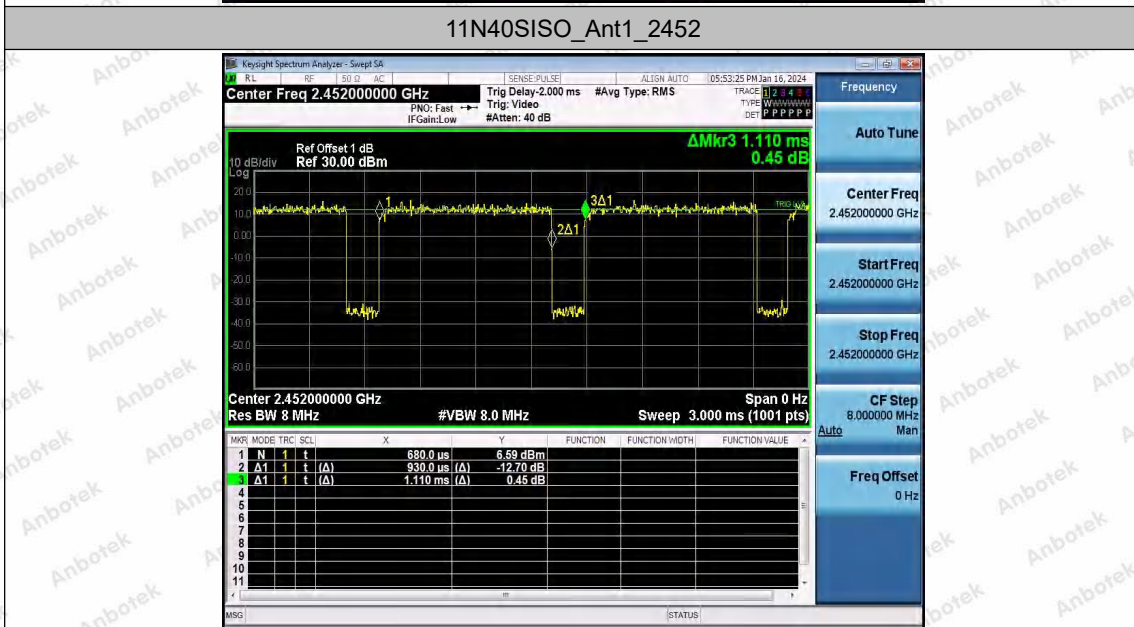 11N40SISO_Ant1_2452
Keysight Spectrum Analyzer - Swept SA
RL RF 50 Ω AC SENSE:PULSE ALIGN AUTO 05:53:25 PM Jan 16, 2024
Center Freq 2.452000000 GHz
PNO: Fast
IFGain:Low
Trig Delay-2.000 ms
Trig: Video
#Atten: 40 dB
#Avg Type: RMS
TRACE 1 2 3 4 5 6
TYPE W
DET P P P P P P
ΔMkr3 1.110 ms
0.45 dB
Ref Offset 1 dB
10 dB/div Ref 30.00 dBm
Log
20.0
10.0
0.00
-10.0
-20.0
-30.0
-40.0
-50.0
-60.0
1
2Δ1
3Δ1
Center 2.452000000 GHz Span 0 Hz
Res BW 8 MHz #VBW 8.0 MHz Sweep 3.000 ms (1001 pts)
MKR MODE TRC SCL X Y FUNCTION FUNCTION WIDTH FUNCTION VALUE
1 N 1 t 680.0 µs 6.59 dBm
2 Δ1 1 t (Δ) 930.0 µs (Δ) -12.70 dB
3 Δ1 1 t (Δ) 1.110 ms (Δ) 0.45 dB
4
5
6
7
8
9
10
11
MSG STATUS
Frequency
Auto Tune
Center Freq
2.452000000 GHz
Start Freq
2.452000000 GHz
Stop Freq
2.452000000 GHz
CF Step
8.000000 MHz
Auto Man
Freq Offset
0 Hz
Anbotek